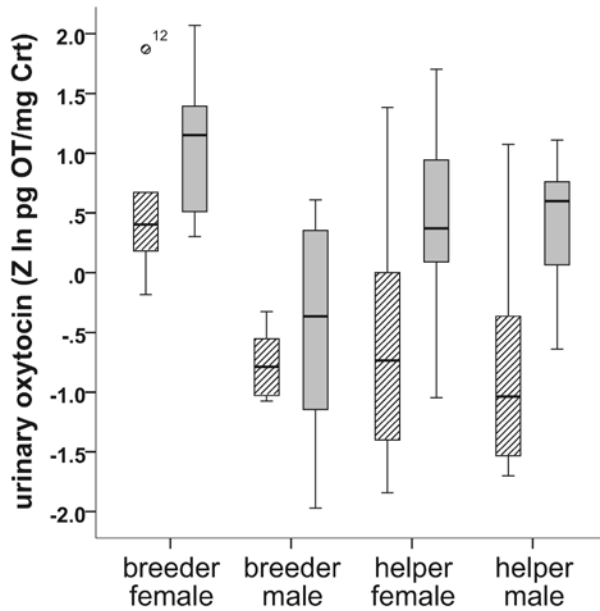 urinary oxytocin (Z ln pg OT/mg Crt)
2.0
1.5
1.0
.5
.0
-.5
-1.0
-1.5
-2.0
12
breeder
female
breeder
male
helper
female
helper
male